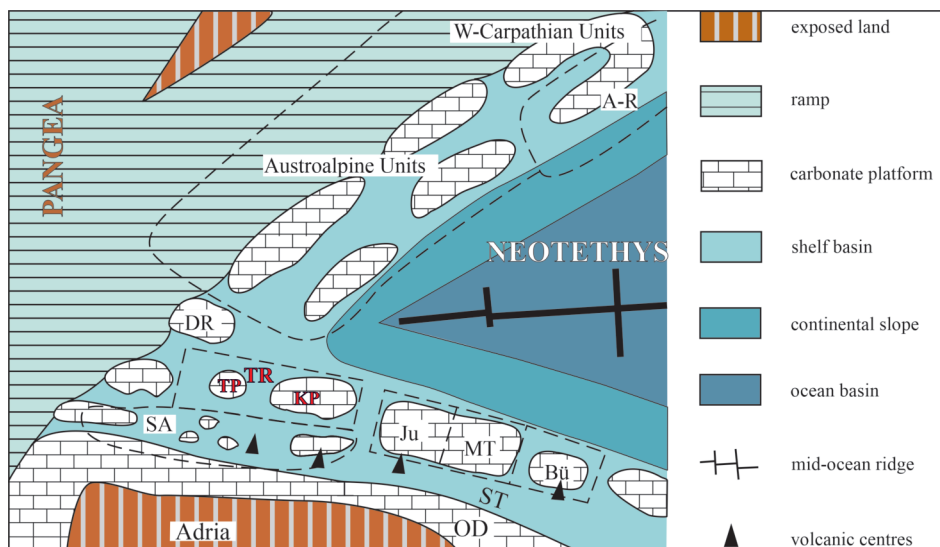 W-Carpathian Units
A-R
Austroalpine Units
PANGEA
NEOTETHYS
DR
TR
TP
KP
SA
Ju
MT
Bü
ST
OD
Adria
exposed land
ramp
carbonate platform
shelf basin
continental slope
ocean basin
mid-ocean ridge
volcanic centres